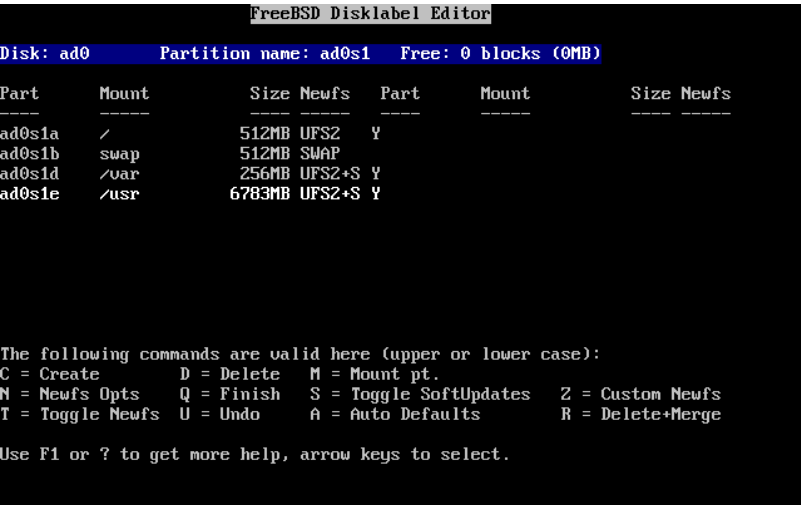 FreeBSD Disklabel Editor
Disk: ad0 Partition name: ad0s1 Free: 0 blocks (0MB)
Part Mount Size Newfs Part Mount Size Newfs
---- ----- ---- ----- ---- ----- ---- -----
ad0s1a / 512MB UFS2 Y
ad0s1b swap 512MB SWAP
ad0s1d /var 256MB UFS2+S Y
ad0s1e /usr 6783MB UFS2+S Y
The following commands are valid here (upper or lower case):
C = Create D = Delete M = Mount pt.
N = Newfs Opts Q = Finish S = Toggle SoftUpdates Z = Custom Newfs
T = Toggle Newfs U = Undo A = Auto Defaults R = Delete+Merge
Use F1 or ? to get more help, arrow keys to select.